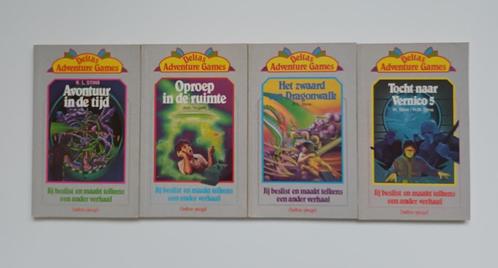 Deltas
Adventure Games
R. L. STINE
Avontuur
in de tijd
Jij beslist en maakt telkens
een ander verhaal
Deltas
Adventure Games
Oproep
in de ruimte
Jij beslist en maakt telkens
een ander verhaal
Deltas
Adventure Games
Het zwaard
Dragonwalk
Jij beslist en maakt telkens
een ander verhaal
Deltas
Adventure Games
Tocht naar
Vernico 5
Jij beslist en maakt telkens
een ander verhaal